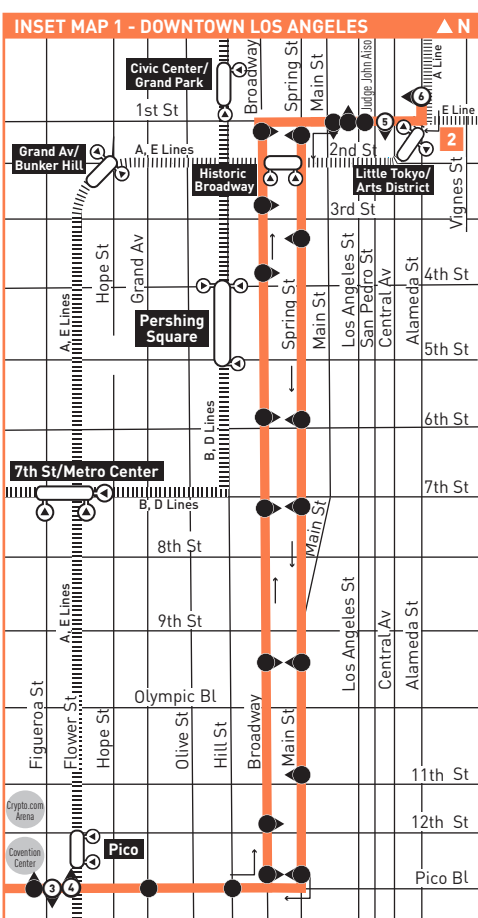 INSET MAP 1 - DOWNTOWN LOS ANGELES
N
Broadway
Spring St
Main St
Judge John Aiso
A Line
Civic Center/
Grand Park
6
1st St
E Line
5
2
Grand Av/
Bunker Hill
A, E Lines
2nd St
Historic
Broadway
Little Tokyo/
Arts District
Vignes St
3rd St
Hope St
Grand Av
Spring St
Main St
Los Angeles St
San Pedro St
Central Av
Alameda St
4th St
A, E Lines
Pershing
Square
5th St
B, D Lines
6th St
7th St/Metro Center
7th St
B, D Lines
Main St
8th St
A, E Lines
9th St
Los Angeles St
Central Av
Alameda St
Olympic Bl
Figueroa St
Flower St
Hope St
Olive St
Hill St
Broadway
Main St
11th St
Crypto.com
Arena
12th St
Covention
Center
Pico
Pico Bl
3
4